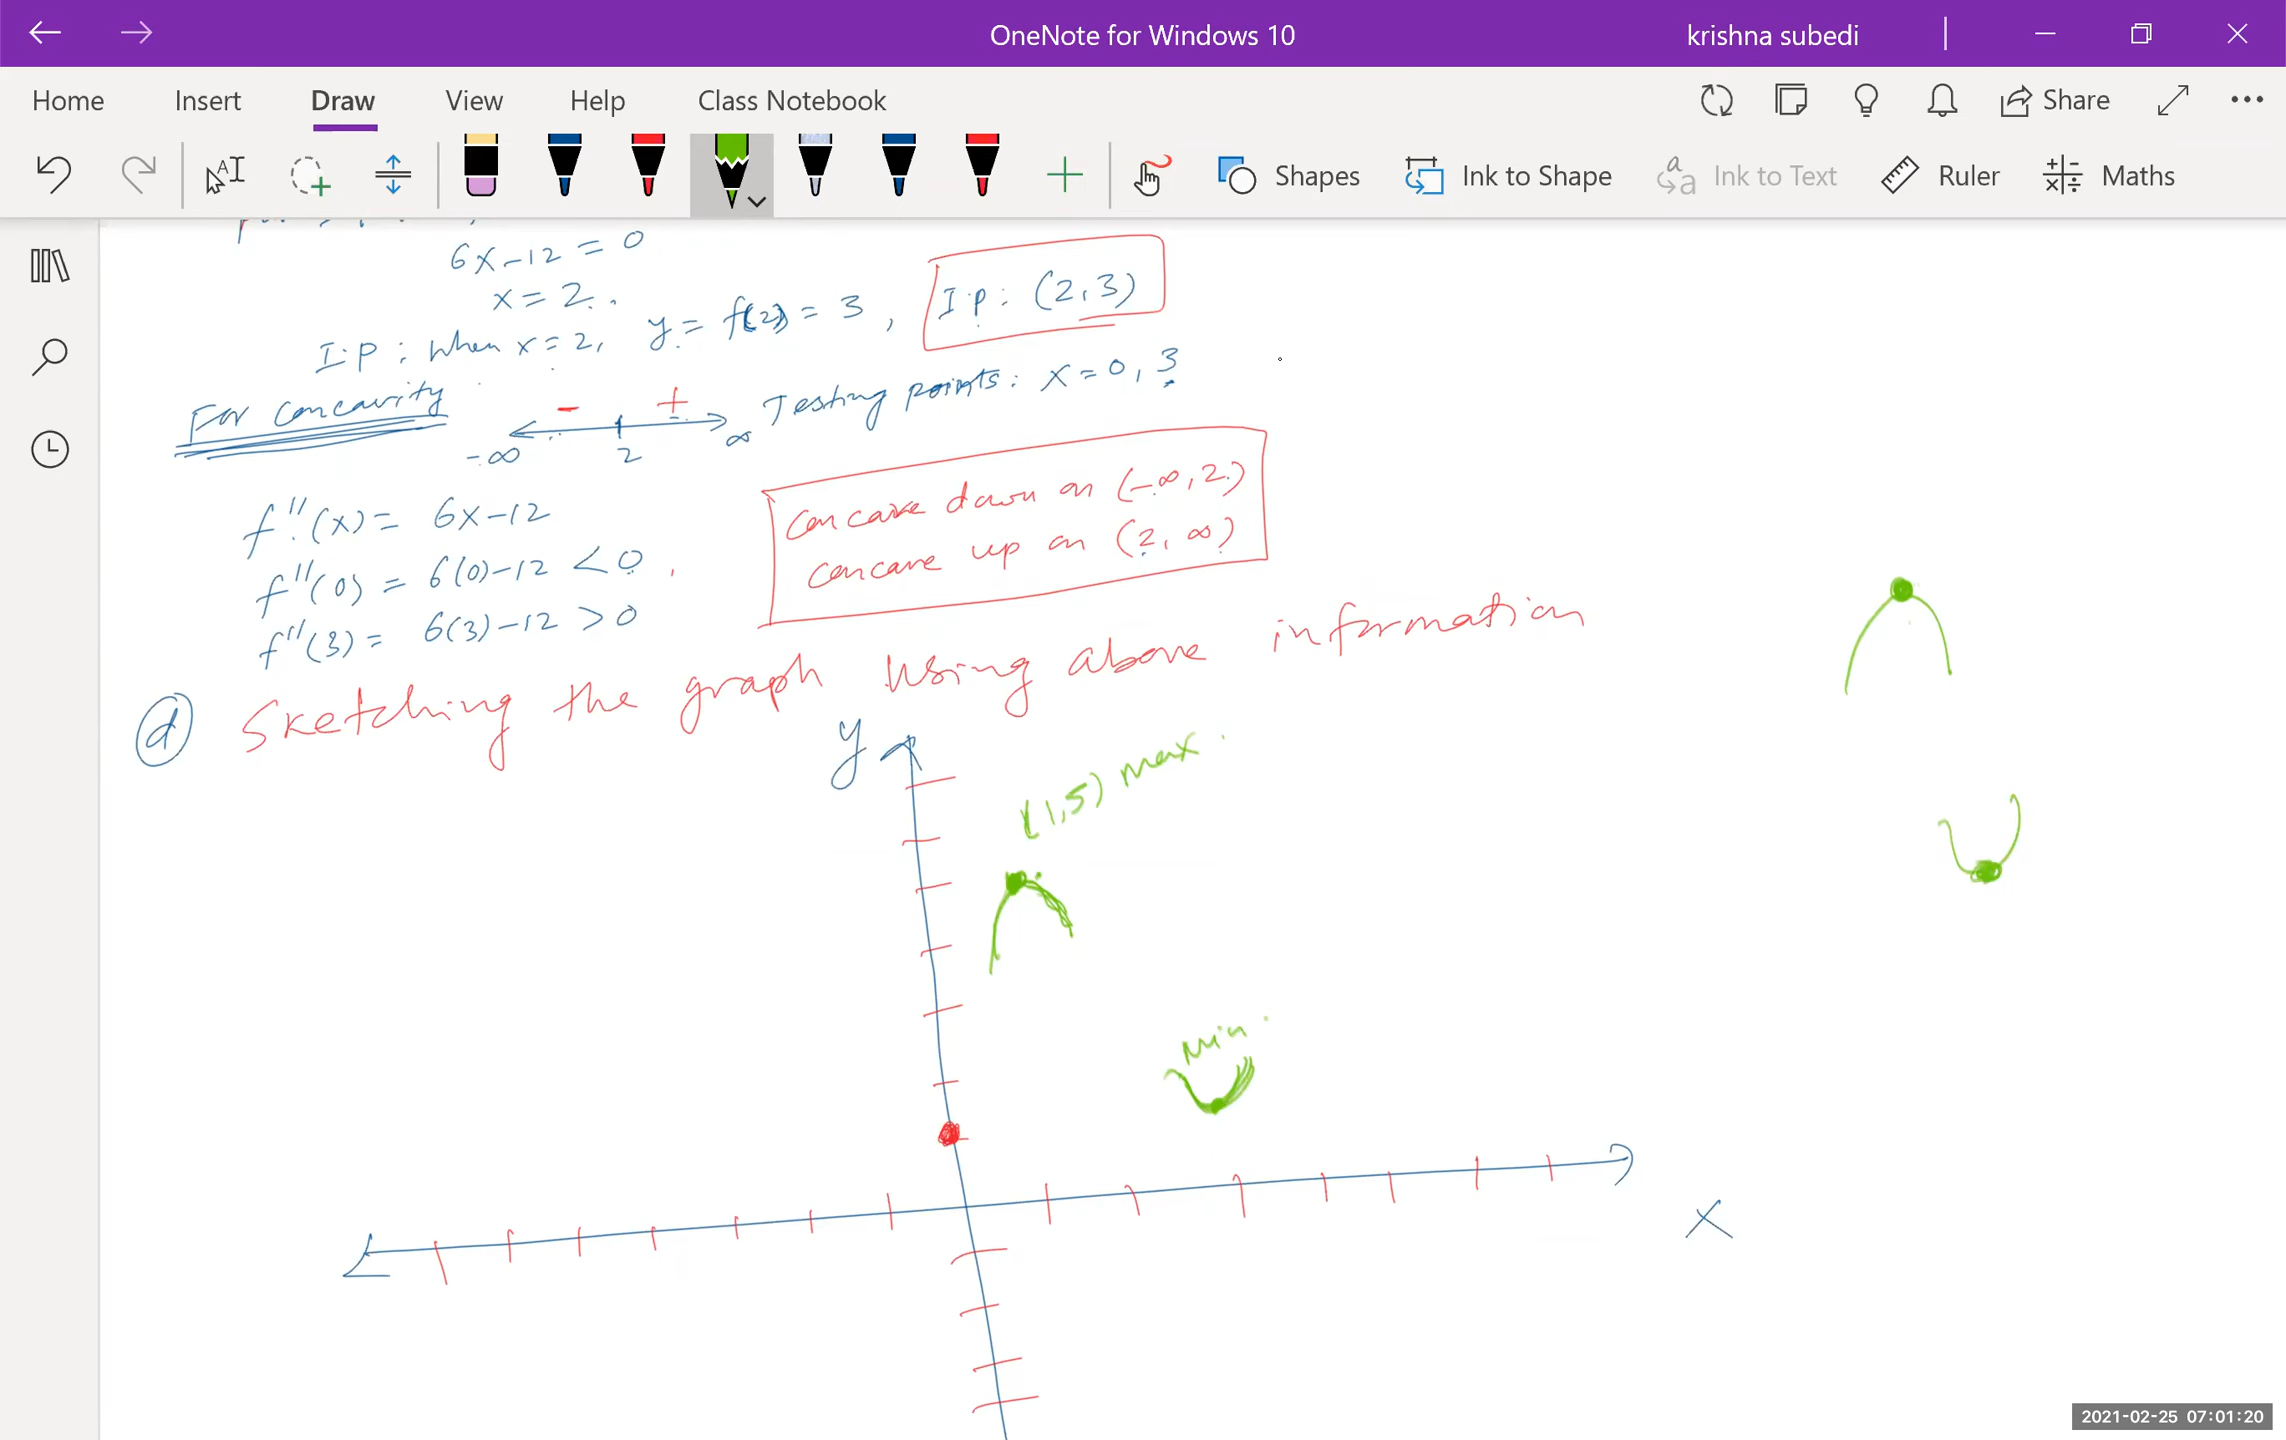 OneNote for Windows 10
krishna subedi
Home Insert Draw View Help Class Notebook
Share
Shapes Ink to Shape Ink to Text Ruler Maths
6x-12 = 0
x = 2.
I.P : When x = 2, y = f(2) = 3, I.P : (2,3)
For Concavity
- + Testing points: x = 0, 3
-∞ 2 ∞
f''(x) = 6x-12
f''(0) = 6(0)-12 < 0
f''(3) = 6(3)-12 > 0
Concave down on (-∞, 2)
Concave up on (2, ∞)
d Sketching the graph using above information
y
(1,5) max.
Min.
x
2021-02-25 07:01:20